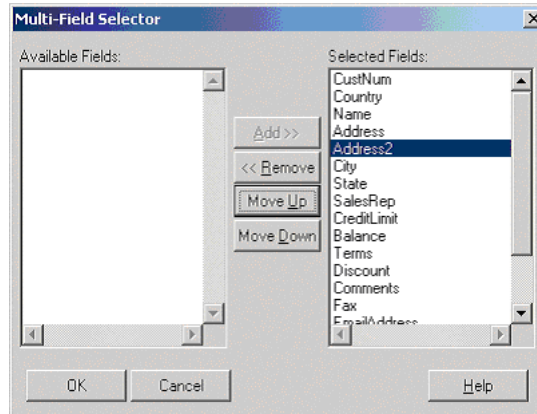 Multi-Field Selector
Available Fields:
Selected Fields:
CustNum
Country
Name
Address
Address2
City
State
SalesRep
CreditLimit
Balance
Terms
Discount
Comments
Fax
EmailAddress
Add >>
<< Remove
Move Up
Move Down
OK
Cancel
Help